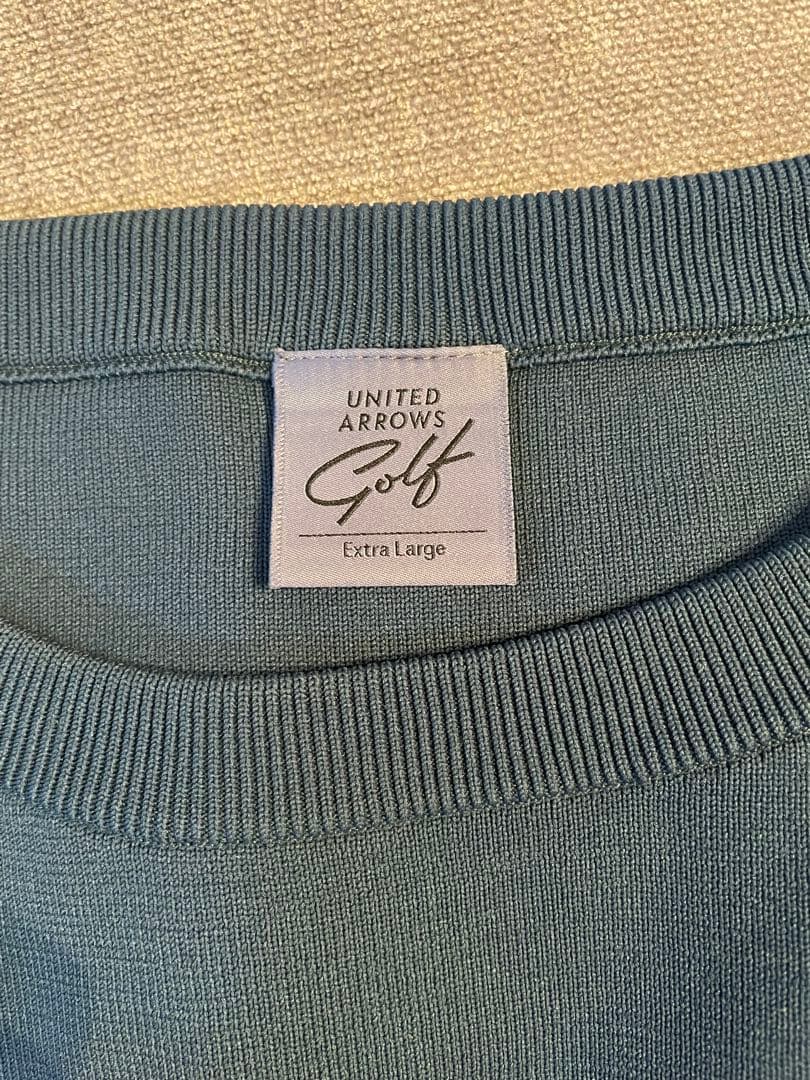 UNITED
ARROWS
Golf
Extra Large